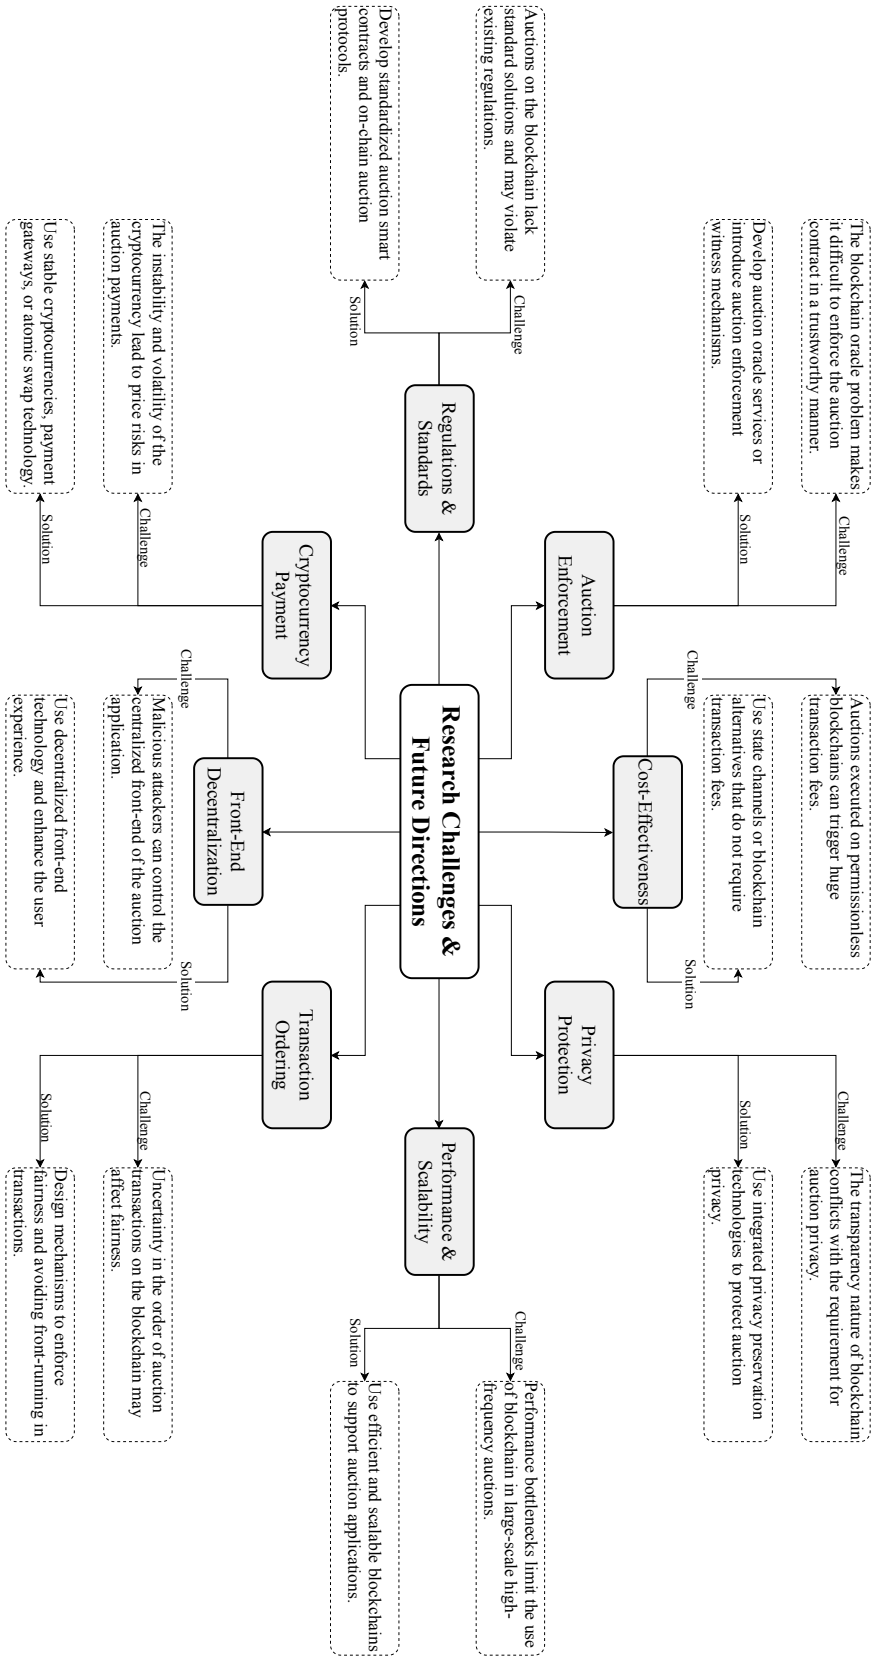 The blockchain oracle problem makes
it difficult to enforce the auction
contract in a trustworthy manner.
Challenge
Develop auction oracle services or
introduce auction enforcement
witness mechanisms.
Solution
Auction
Enforcement
Auctions executed on permissionless
blockchains can trigger huge
transaction fees.
Challenge
Use state channels or blockchain
alternatives that do not require
transaction fees.
Solution
Cost-Effectiveness
The transparency nature of blockchain
conflicts with the requirement for
auction privacy.
Challenge
Use integrated privacy preservation
technologies to protect auction
privacy.
Solution
Privacy
Protection
Auctions on the blockchain lack
standard solutions and may violate
existing regulations.
Challenge
Develop standardized auction smart
contracts and on-chain auction
protocols.
Solution
Regulations &
Standards
Research Challenges &
Future Directions
Performance &
Scalability
Challenge
Performance bottlenecks limit the use
of blockchain in large-scale high-
frequency auctions.
Solution
Use efficient and scalable blockchains
to support auction applications.
Cryptocurrency
Payment
The instability and volatility of the
cryptocurrency lead to price risks in
auction payments.
Challenge
Use stable cryptocurrencies, payment
gateways, or atomic swap technology.
Solution
Front-End
Decentralization
Challenge
Malicious attackers can control the
centralized front-end of the auction
application.
Solution
Use decentralized front-end
technology and enhance the user
experience.
Transaction
Ordering
Challenge
Uncertainty in the order of auction
transactions on the blockchain may
affect fairness.
Solution
Design mechanisms to enforce
fairness and avoiding front-running in
transactions.